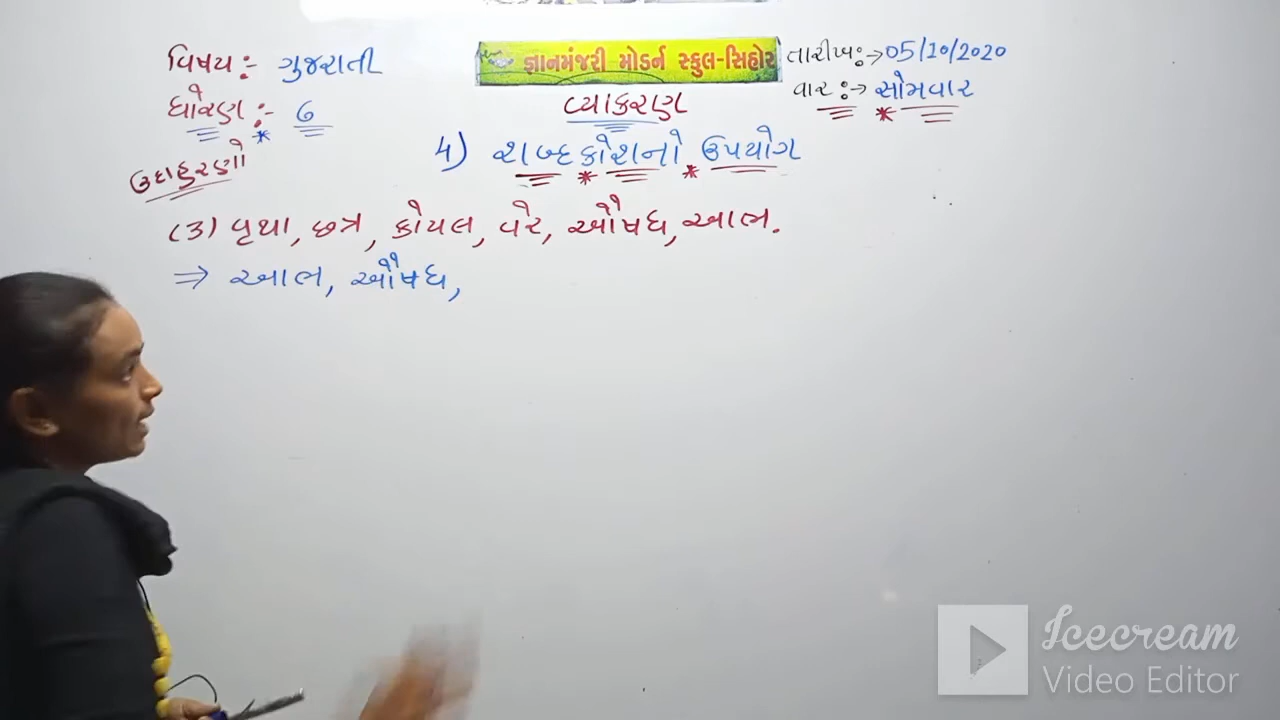 વિષય:- ગુજરાતી
ધોરણ:- ૭
જ્ઞાનમંજરી મોડર્ન સ્કુલ-સિહોર
તારીખ:→05/10/2020
વાર:→ સોમવાર
વ્યાકરણ
4) શબ્દકોશનો ઉપયોગ
ઉદાહરણો
(3) વૃથા, છત્ર, કોયલ, વેર, ઔષધ, આભ.
⇒ આભ, ઔષધ,
Icecream
Video Editor